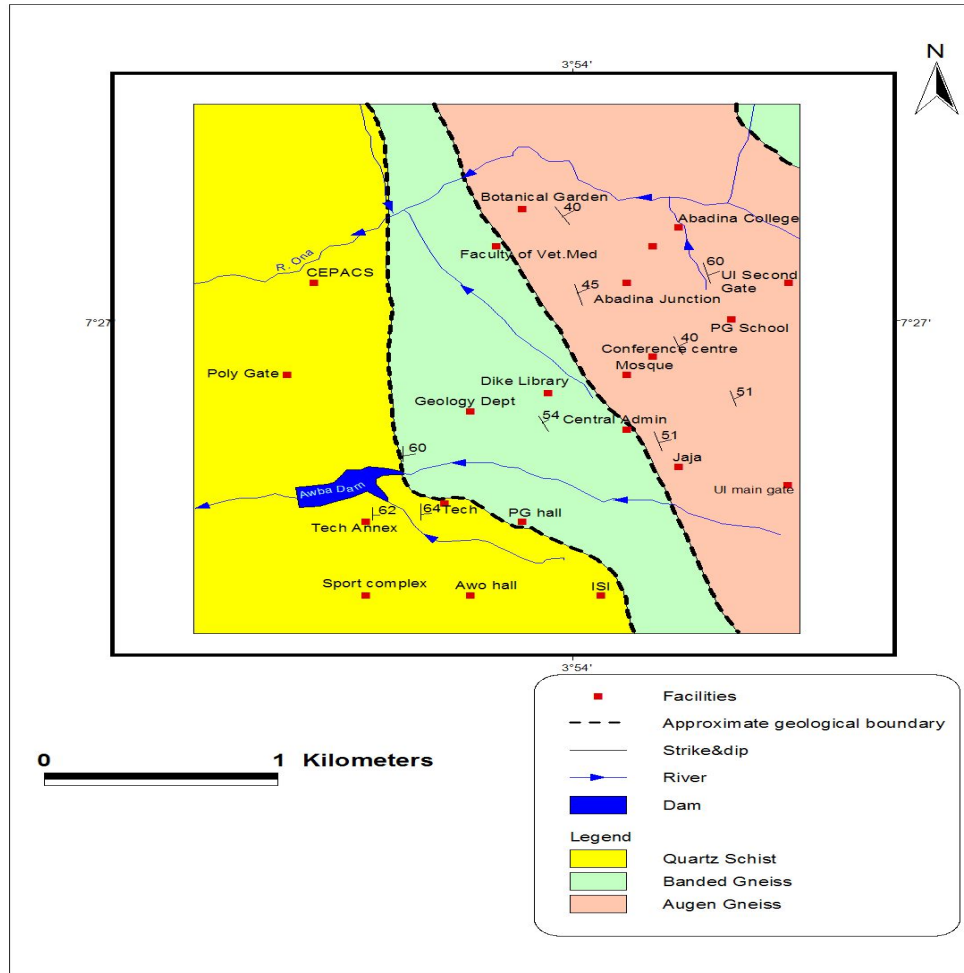 N
3°54'
Botanical Garden
40
Abadina College
R. Ona
Faculty of Vet.Med
60
CEPACS
UI Second
Gate
45
Abadina Junction
7°27'
7°27'
PG School
40
Conference centre
Poly Gate
Mosque
Dike Library
51
Geology Dept
54
Central Admin
51
60
Jaja
Awba Dam
UI main gate
62
64
Tech
PG hall
Tech Annex
Sport complex
Awo hall
ISI
3°54'
Facilities
Approximate geological boundary
Strike&dip
River
Dam
Legend
Quartz Schist
Banded Gneiss
Augen Gneiss
0 1 Kilometers